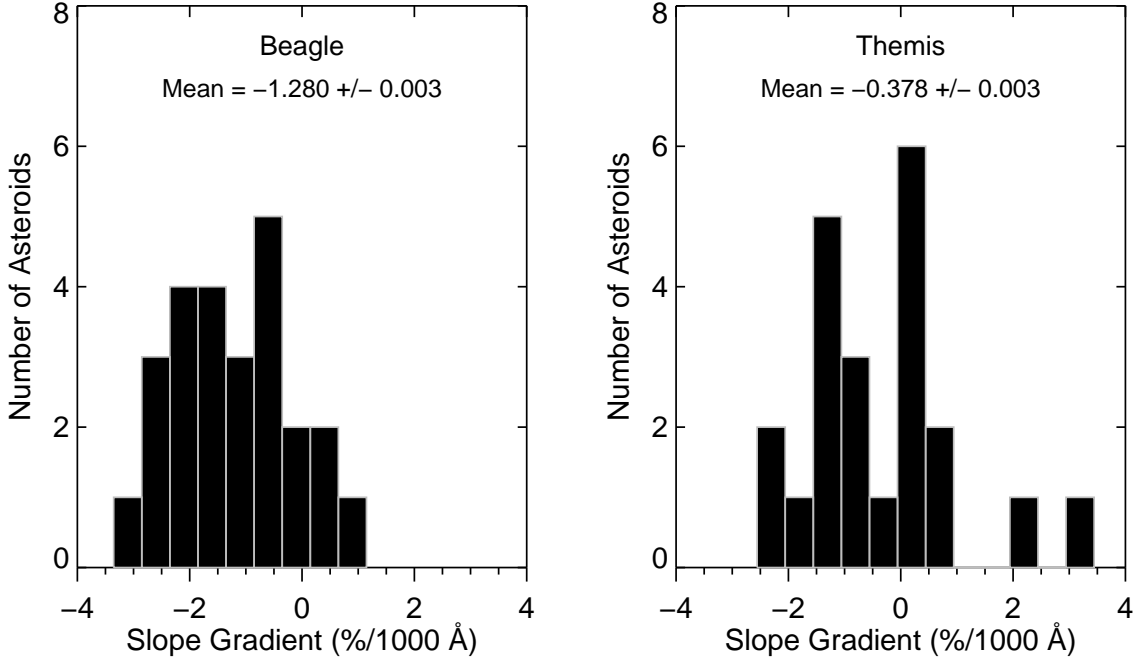 Beagle
Mean = −1.280 +/− 0.003
8
6
4
2
0
Number of Asteroids
−4 −2 0 2 4
Slope Gradient (%/1000 Å)
Themis
Mean = −0.378 +/− 0.003
8
6
4
2
0
Number of Asteroids
−4 −2 0 2 4
Slope Gradient (%/1000 Å)